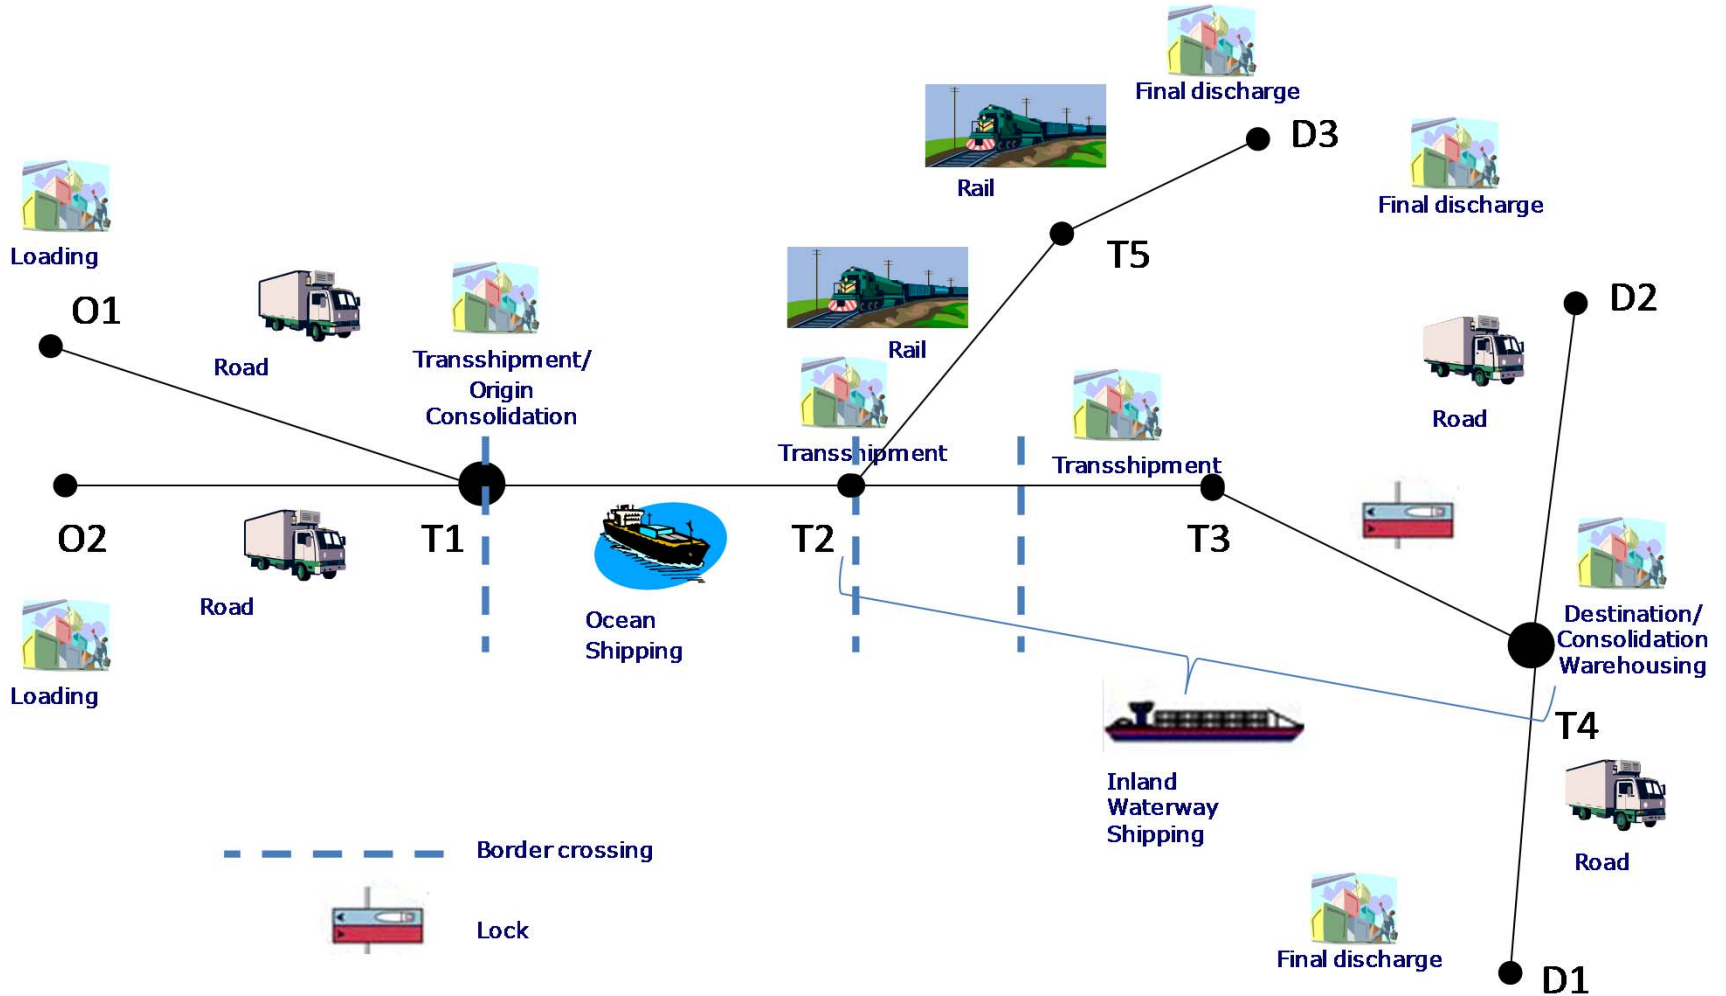 Final discharge
D3
Rail
Final discharge
Loading
T5
O1
D2
Road
Rail
Transshipment/
Origin
Consolidation
Road
Transshipment
Transshipment
O2
T1
T2
T3
Road
Ocean
Shipping
Destination/
Consolidation
Warehousing
Loading
T4
Inland
Waterway
Shipping
Border crossing
Road
Lock
Final discharge
D1